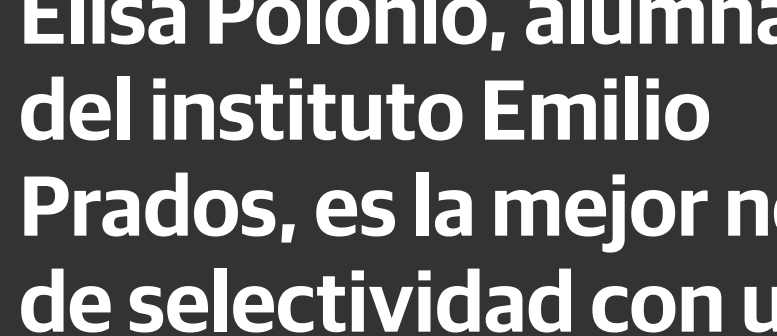 Elisa Polonio, alumna
del instituto Emilio
Prados, es la mejor
de selectividad con